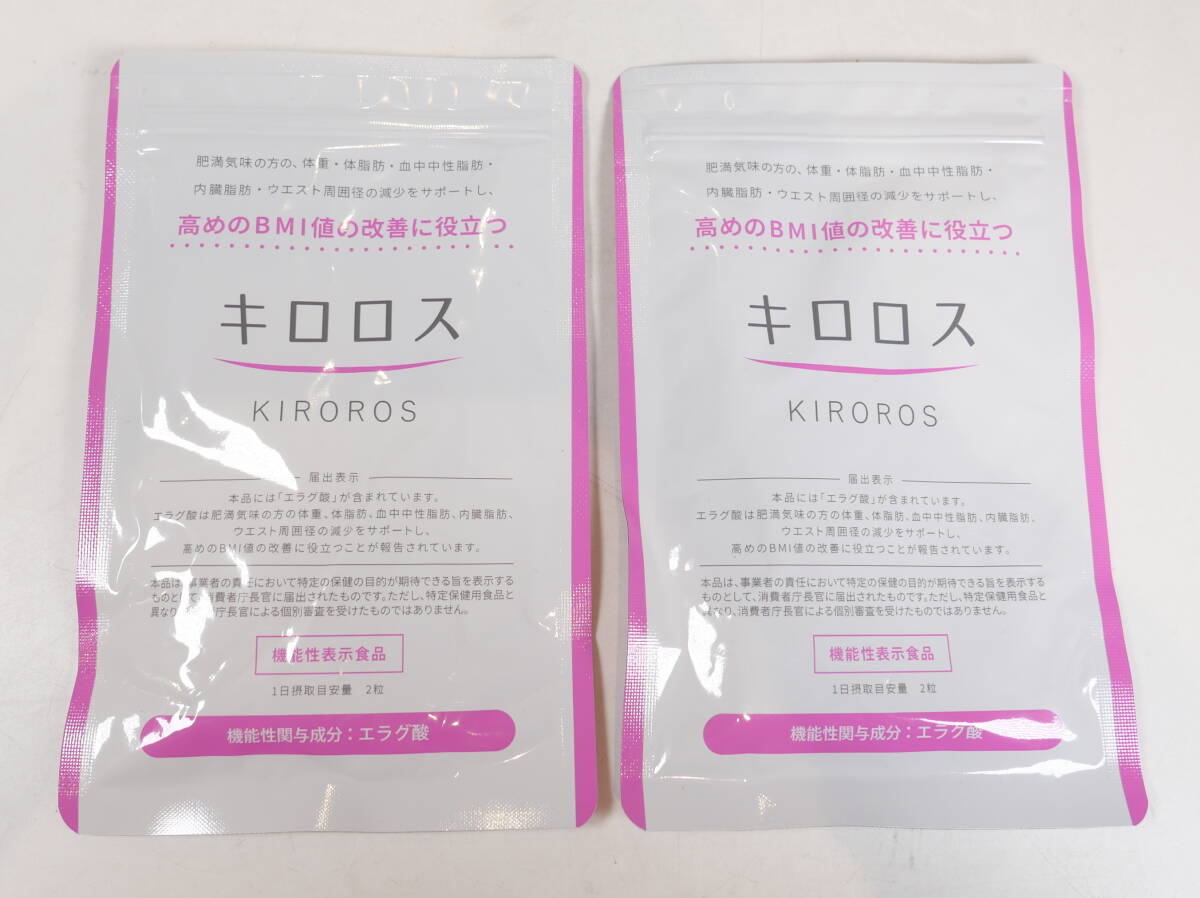 肥満気味の方の、体重・体脂肪・血中中性脂肪・
内臓脂肪・ウエスト周囲径の減少をサポートし、
高めのBMI値の改善に役立つ
キロロス
KIROROS
届出表示
本品には「エラグ酸」が含まれています。
エラグ酸は肥満気味の方の体重、体脂肪、血中中性脂肪、内臓脂肪、
ウエスト周囲径の減少をサポートし、
高めのBMI値の改善に役立つことが報告されています。
本品は、事業者の責任において特定の保健の目的が期待できる旨を表示する
ものとして、消費者庁長官に届出されたものです。ただし、特定保健用食品と
異なり、庁長官による個別審査を受けたものではありません。
機能性表示食品
1日摂取目安量 2粒
機能性関与成分：エラグ酸
肥満気味の方の、体重・体脂肪・血中中性脂肪・
内臓脂肪・ウエスト周囲径の減少をサポートし、
高めのBMI値の改善に役立つ
キロロス
KIROROS
届出表示
本品には「エラグ酸」が含まれています。
エラグ酸は肥満気味の方の体重、体脂肪、血中中性脂肪、内臓脂肪、
ウエスト周囲径の減少をサポートし、
高めのBMI値の改善に役立つことが報告されています。
本品は、事業者の責任において特定の保健の目的が期待できる旨を表示する
ものとして、消費者庁長官に届出されたものです。ただし、特定保健用食品と
異なり、消費者庁長官による個別審査を受けたものではありません。
機能性表示食品
1日摂取目安量 2粒
機能性関与成分：エラグ酸